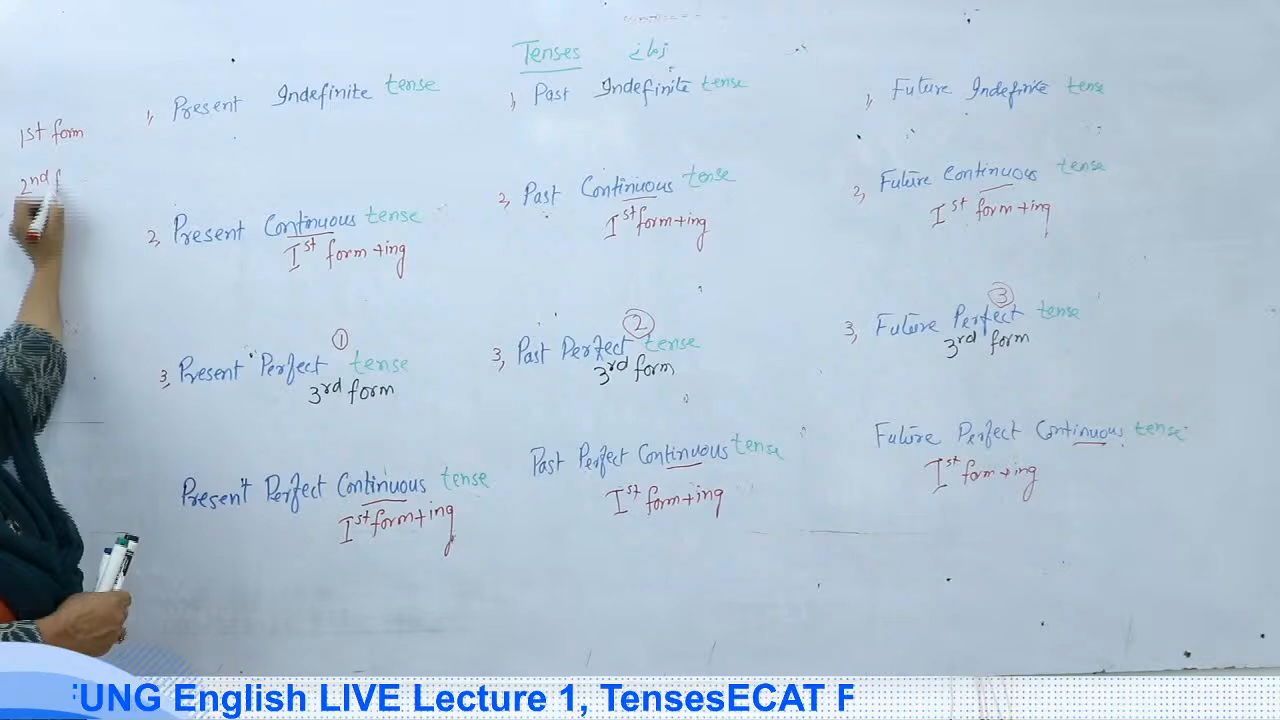 Tenses زمانے
1, Present Indefinite tense
1, Past Indefinite tense
1, Future Indefinite tense
1st form
2nd f
2, Present Continuous tense
Ist form +ing
2, Past Continuous tense
Ist form +ing
2, Future Continuous tense
Ist form +ing
①
3, Present Perfect tense
3rd form
②
3, Past Perfect tense
3rd form
③
3, Future Perfect tense
3rd form
Present Perfect Continuous tense
Ist form +ing
Past Perfect Continuous tense
Ist form +ing
Future Perfect Continuous tense
Ist form +ing
UNG English LIVE Lecture 1, TensesECAT F